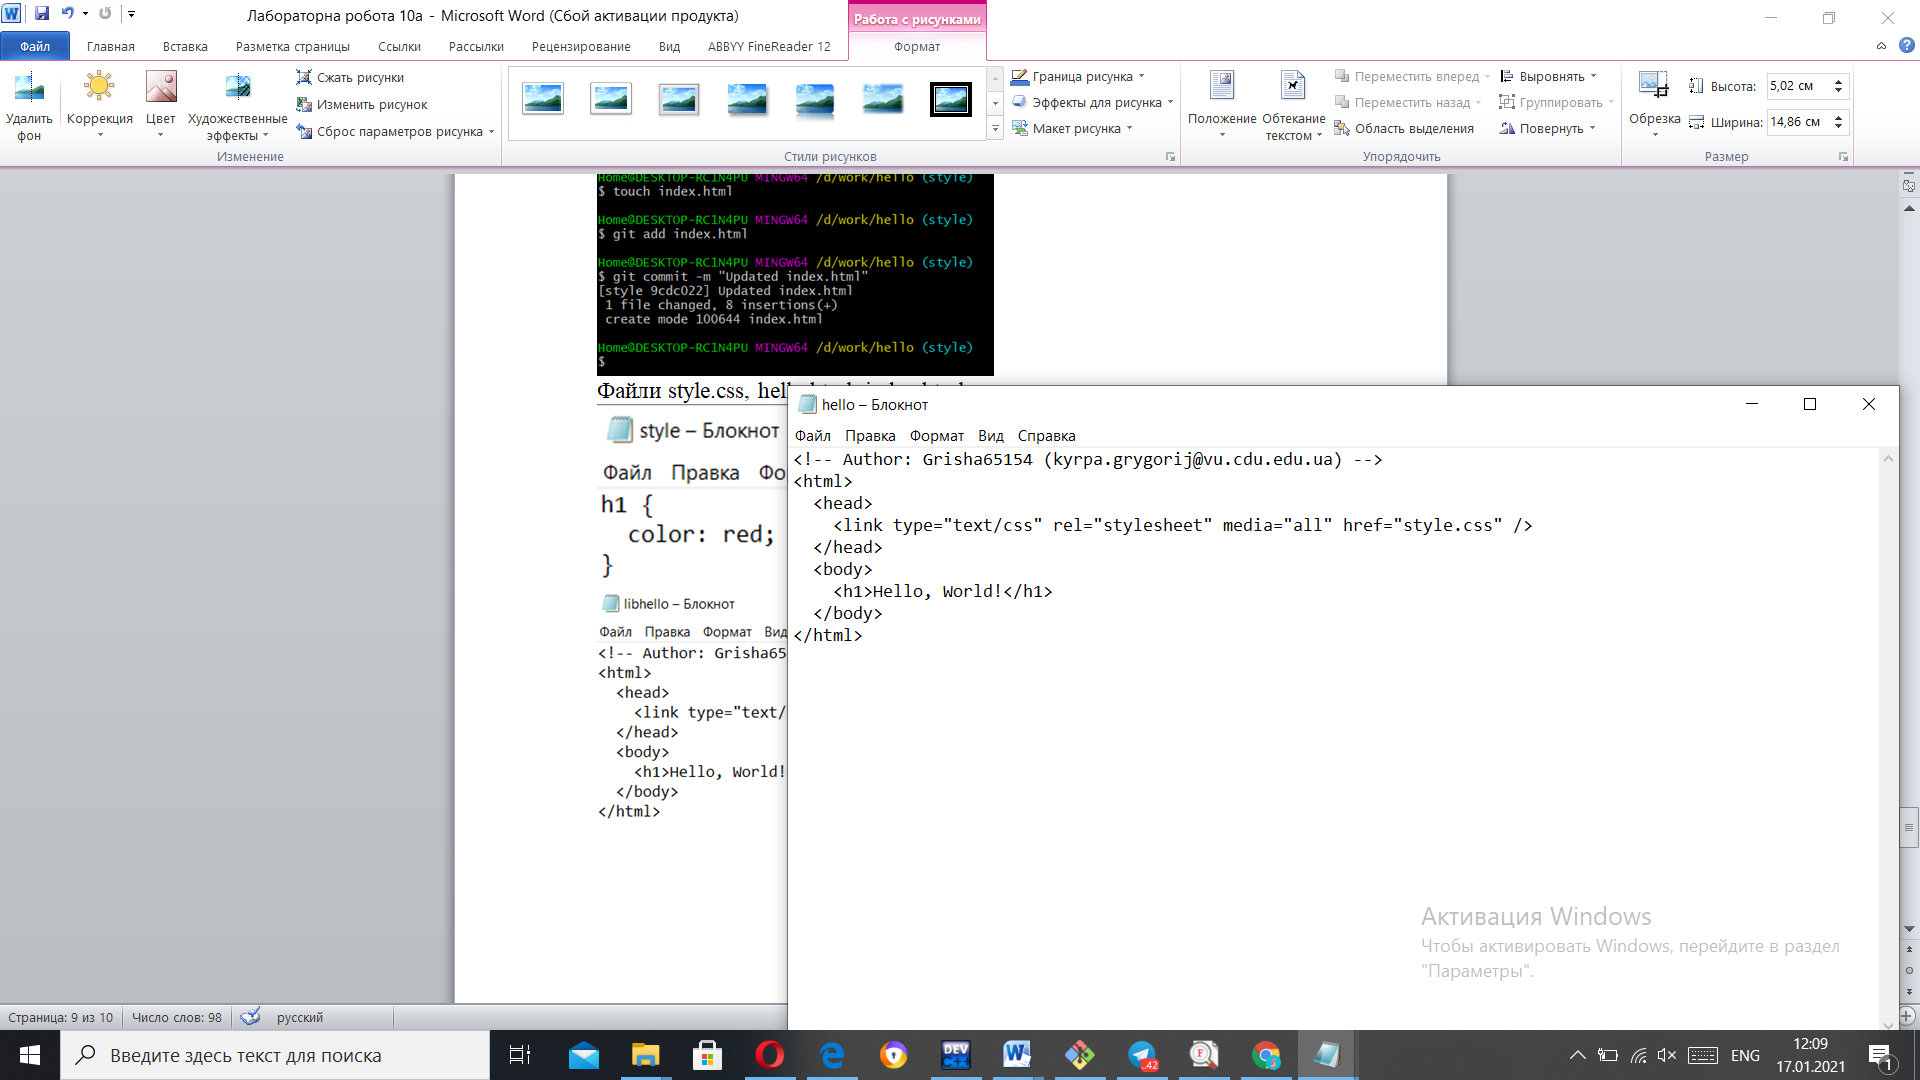 Лабораторна робота 10а - Microsoft Word (Сбой активации продукта)
Работа с рисунками
Файл Главная Вставка Разметка страницы Ссылки Рассылки Рецензирование Вид ABBYY FineReader 12 Формат
Удалить фон
Коррекция
Цвет
Художественные эффекты
Сжать рисунки
Изменить рисунок
Сброс параметров рисунка
Изменение
Стили рисунков
Граница рисунка
Эффекты для рисунка
Макет рисунка
Положение
Обтекание текстом
Переместить вперед
Переместить назад
Область выделения
Выровнять
Группировать
Повернуть
Упорядочить
Обрезка
Высота: 5,02 см
Ширина: 14,86 см
Размер
Home@DESKTOP-RC1N4PU MINGW64 /d/work/hello (style)
$ touch index.html
Home@DESKTOP-RC1N4PU MINGW64 /d/work/hello (style)
$ git add index.html
Home@DESKTOP-RC1N4PU MINGW64 /d/work/hello (style)
$ git commit -m "Updated index.html"
[style 9cdc022] Updated index.html
1 file changed, 8 insertions(+)
create mode 100644 index.html
Home@DESKTOP-RC1N4PU MINGW64 /d/work/hello (style)
$
Файли style.css,
style – Блокнот
Файл Правка
h1 {
color: red;
}
libhello – Блокнот
Файл Правка Формат Вид
<!-- Author: Grisha65
<html>
<head>
<link type="text/
</head>
<body>
<h1>Hello, World!
</body>
</html>
hello – Блокнот
Файл Правка Формат Вид Справка
<!-- Author: Grisha65154 (kyrpa.grygorij@vu.cdu.edu.ua) -->
<html>
<head>
<link type="text/css" rel="stylesheet" media="all" href="style.css" />
</head>
<body>
<h1>Hello, World!</h1>
</body>
</html>
Активация Windows
Чтобы активировать Windows, перейдите в раздел
"Параметры".
Страница: 9 из 10 Число слов: 98 русский
Введите здесь текст для поиска
DEV C++
..42
ENG
12:09
17.01.2021
1